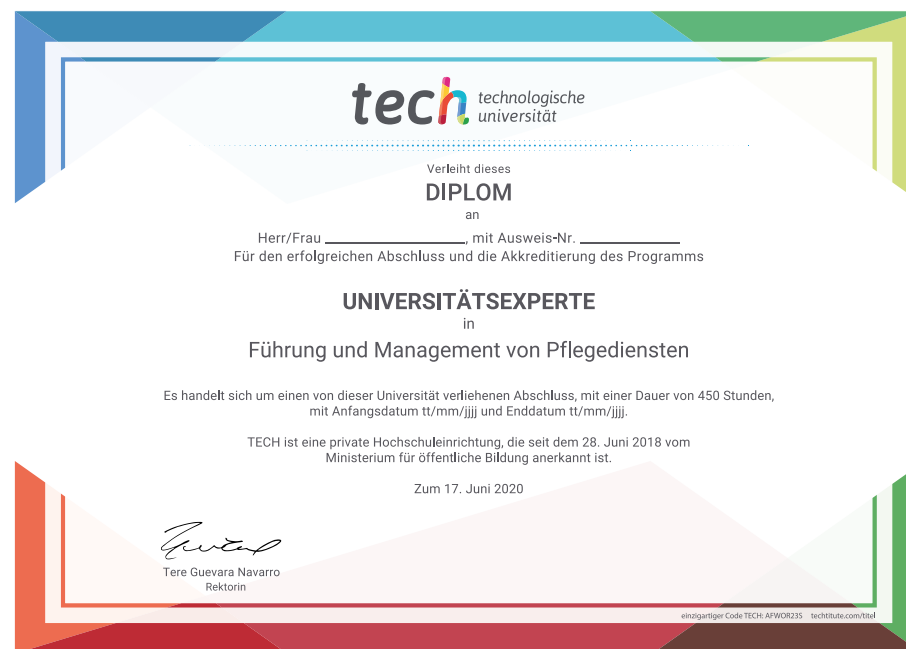 tech technologische
universität
Verleiht dieses
DIPLOM
an
Herr/Frau ____________, mit Ausweis-Nr. ____________
Für den erfolgreichen Abschluss und die Akkreditierung des Programms
UNIVERSITÄTSEXPERTE
in
Führung und Management von Pflegediensten
Es handelt sich um einen von dieser Universität verliehenen Abschluss, mit einer Dauer von 450 Stunden,
mit Anfangsdatum tt/mm/jjjj und Enddatum tt/mm/jjjj.
TECH ist eine private Hochschuleinrichtung, die seit dem 28. Juni 2018 vom
Ministerium für öffentliche Bildung anerkannt ist.
Zum 17. Juni 2020
Tere Guevara Navarro
Rektorin
einzigartiger Code TECH: AFWOR23S techtitute.com/titel